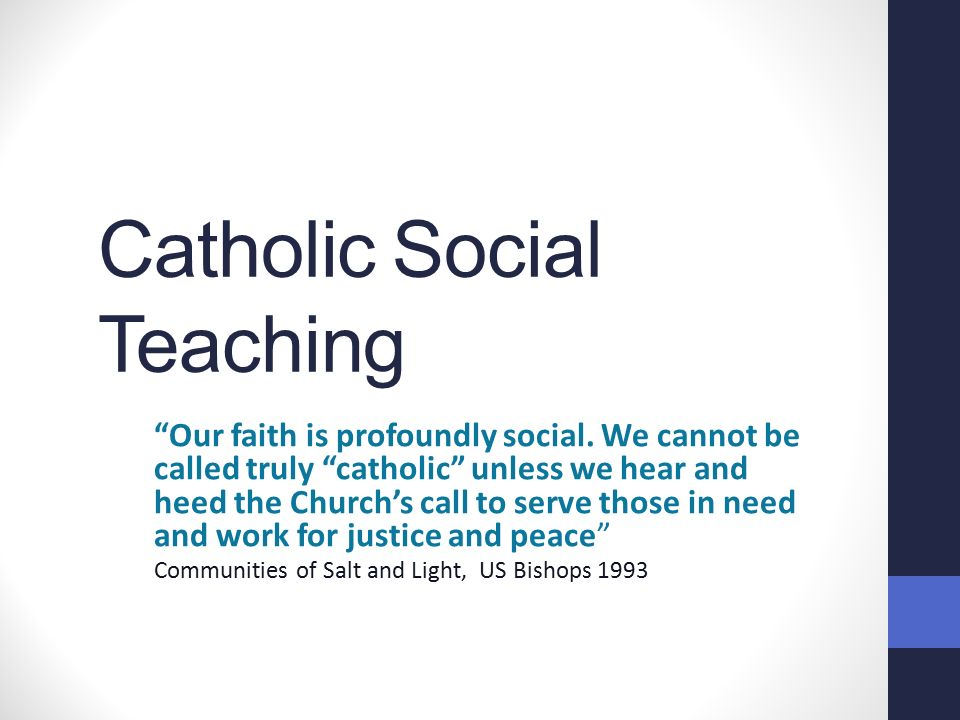 Catholic Social
Teaching
“Our faith is profoundly social. We cannot be
called truly “catholic” unless we hear and
heed the Church’s call to serve those in need
and work for justice and peace”
Communities of Salt and Light, US Bishops 1993